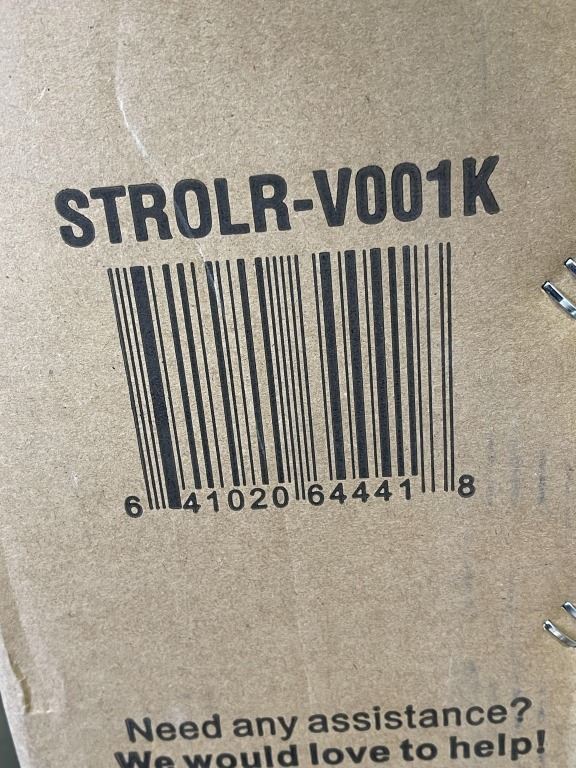 STROLR-V001K
6 41020 64441 8
Need any assistance?
We would love to help!